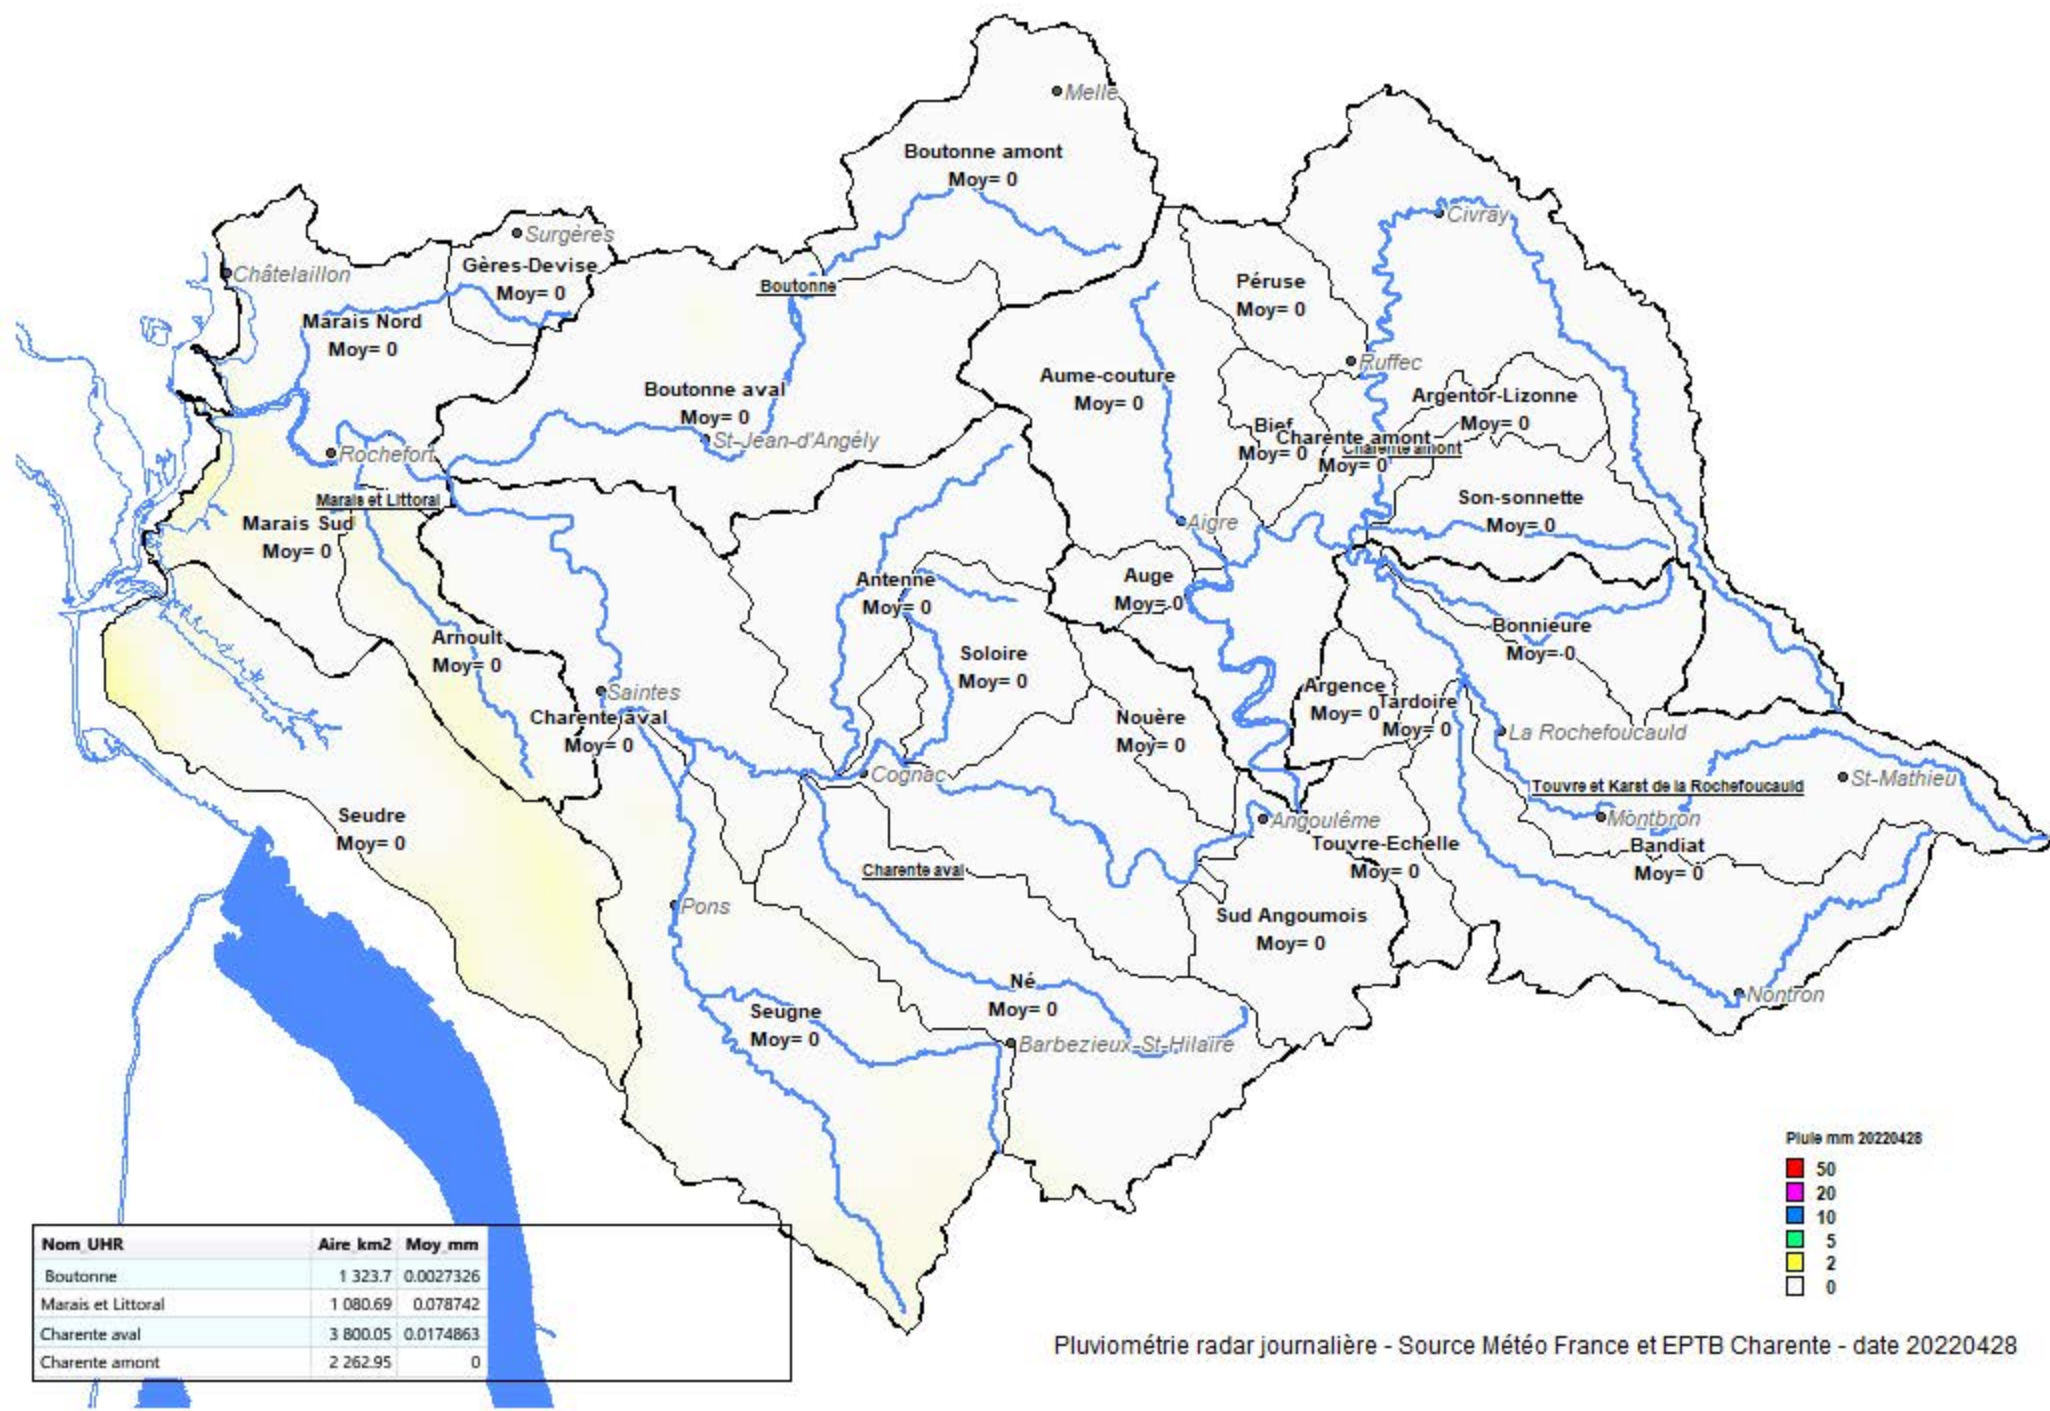 Melle
Boutonne amont
Moy= 0
Civray
Surgères
Châtelaillon
Gères-Devise
Moy= 0
Boutonne
Péruse
Moy= 0
Marais Nord
Moy= 0
Ruffec
Aume-couture
Moy= 0
Boutonne aval
Moy= 0
Argentor-Lizonne
Moy= 0
St-Jean-d'Angély
Bief
Moy= 0
Charente amont
Moy= 0
Charente amont
Rochefort
Marais et Littoral
Son-sonnette
Moy= 0
Marais Sud
Moy= 0
Aigre
Antenne
Moy= 0
Auge
Moy= 0
Bonnieure
Moy= 0
Arnoult
Moy= 0
Soloire
Moy= 0
Saintes
Argence
Moy= 0
Tardoire
Moy= 0
Charente aval
Moy= 0
Nouère
Moy= 0
La Rochefoucauld
Cognac
Touvre et Karst de la Rochefoucauld
St-Mathieu
Seudre
Moy= 0
Angoulême
Montbron
Touvre-Echelle
Moy= 0
Bandiat
Moy= 0
Charente aval
Pons
Sud Angoumois
Moy= 0
Né
Moy= 0
Nontron
Seugne
Moy= 0
Barbezieux-St-Hilaire
Pluie mm 20220428
50
20
10
5
2
0
Nom_UHR Aire_km2 Moy_mm
Boutonne 1 323.7 0.0027326
Marais et Littoral 1 080.69 0.078742
Charente aval 3 800.05 0.0174863
Charente amont 2 262.95 0
Pluviométrie radar journalière - Source Météo France et EPTB Charente - date 20220428